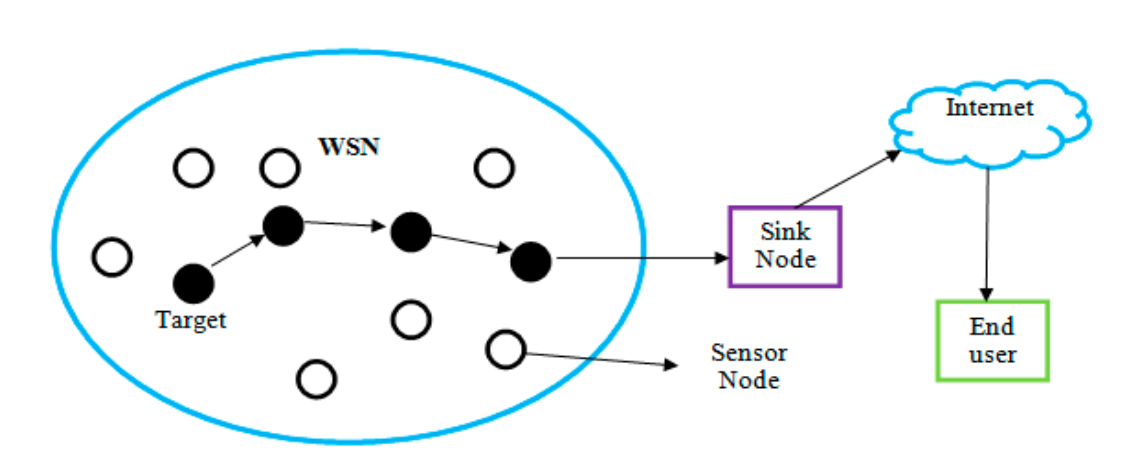 WSN
Target
Sensor
Node
Sink
Node
Internet
End
user